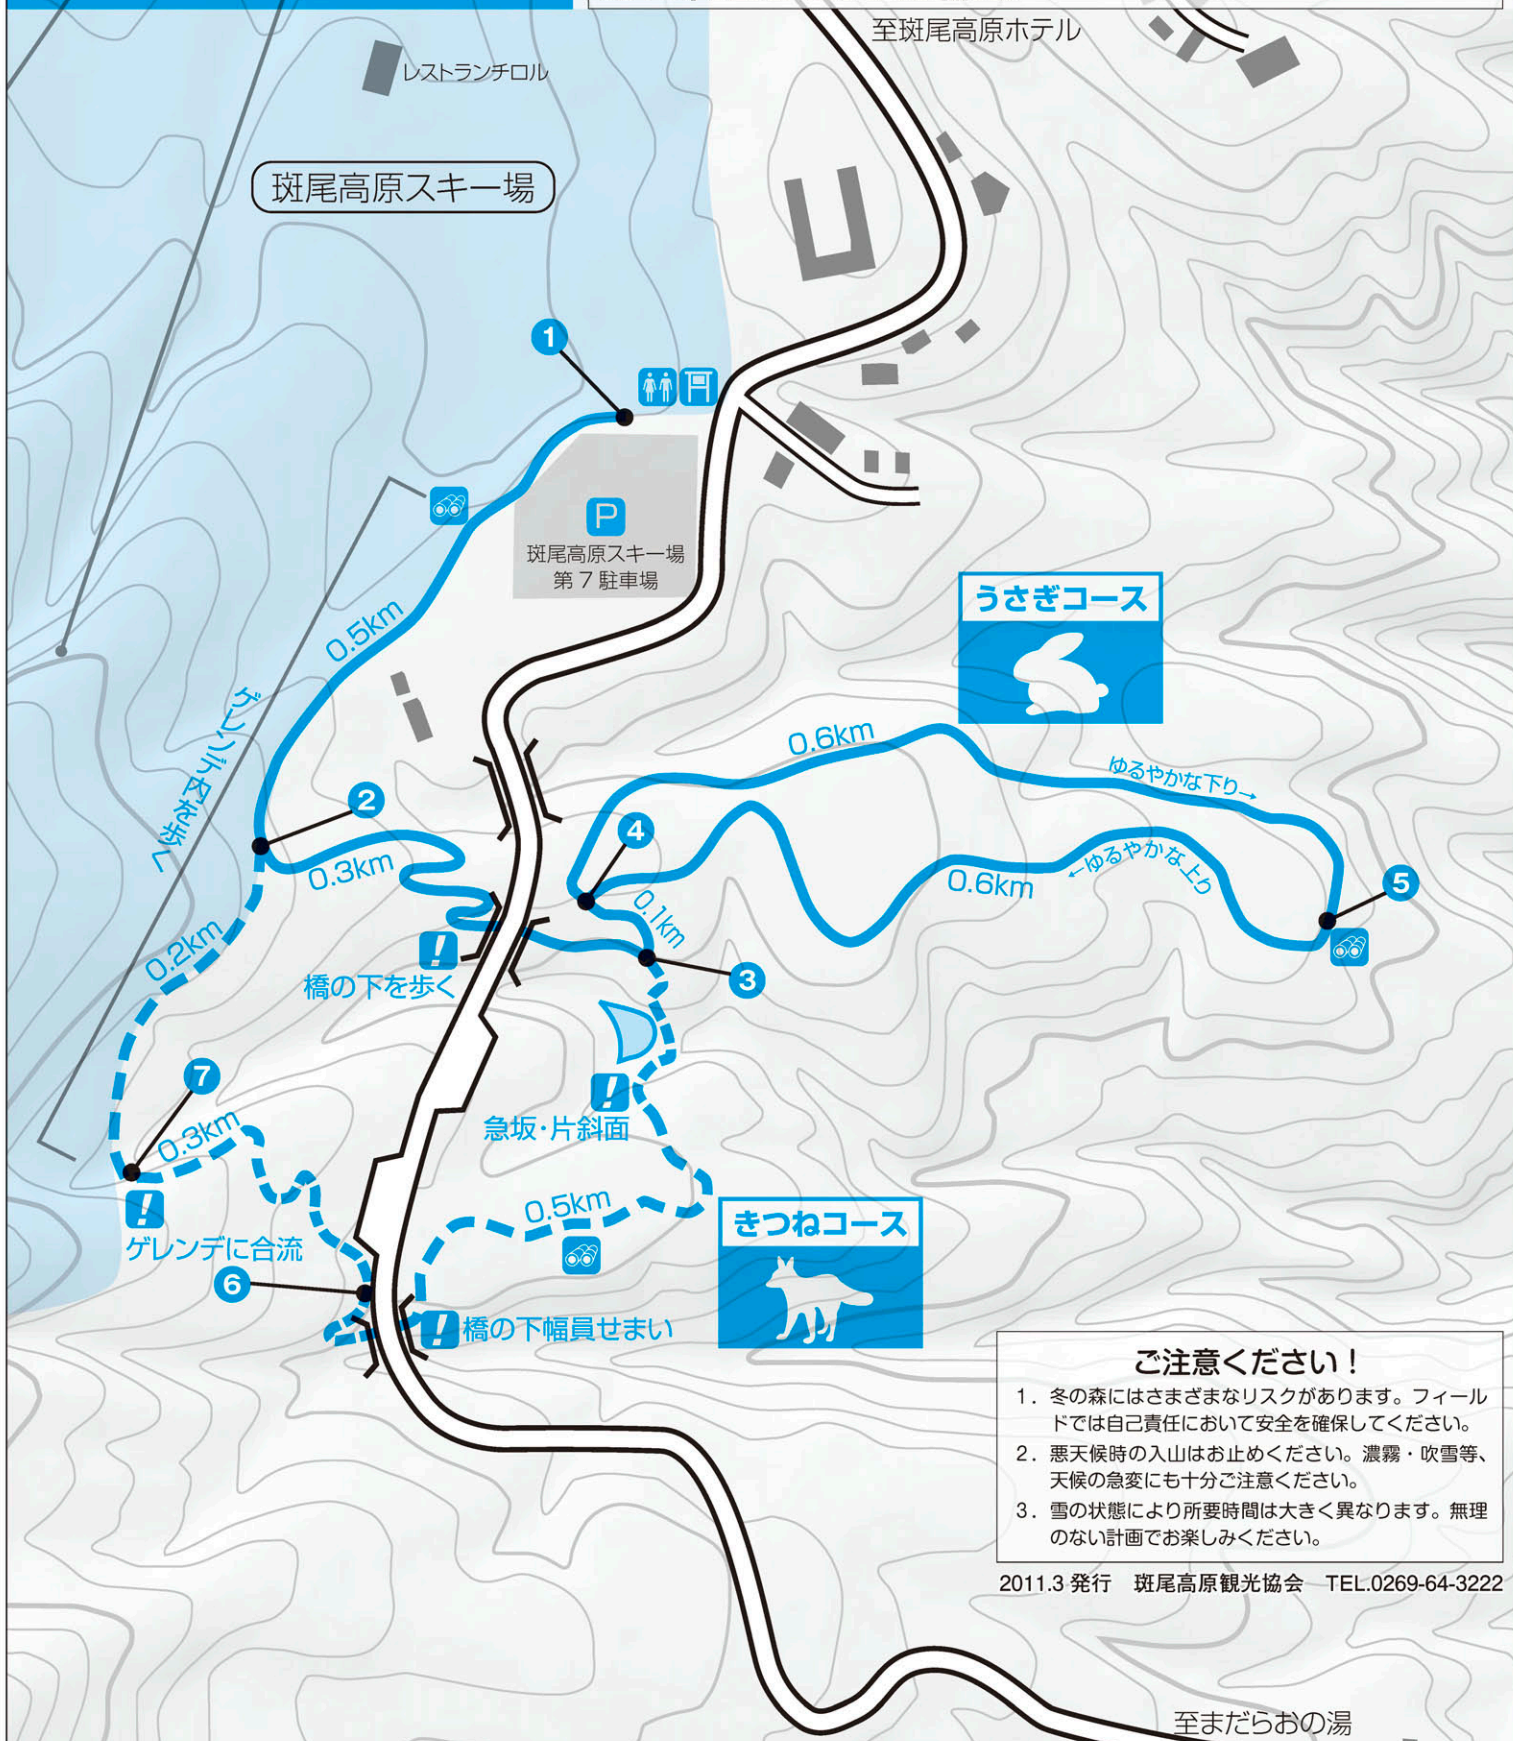 至斑尾高原ホテル
レストランチロル
斑尾高原スキー場
1
P
斑尾高原スキー場
第7駐車場
0.5km
うさぎコース
ゲレンデ内を歩く
0.6km
ゆるやかな下り→
2
4
0.3km
0.6km
←ゆるやかな上り
5
0.1km
0.2km
!
橋の下を歩く
3
7
!
急坂・片斜面
0.3km
0.5km
!
ゲレンデに合流
きつねコース
6
!
橋の下幅員せまい
ご注意ください！
1．冬の森にはさまざまなリスクがあります。フィール
ドでは自己責任において安全を確保してください。
2．悪天候時の入山はお止めください。濃霧・吹雪等、
天候の急変にも十分ご注意ください。
3．雪の状態により所要時間は大きく異なります。無理
のない計画でお楽しみください。
2011.3 発行　斑尾高原観光協会　TEL.0269-64-3222
至まだらおの湯